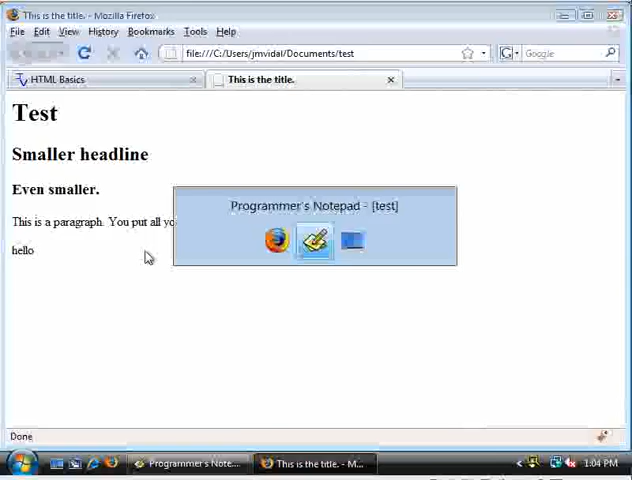 This is the title. - Mozilla Firefox
File Edit View History Bookmarks Tools Help
file:///C:/Users/jmvidal/Documents/test
Google
HTML Basics
This is the title.
Test
Smaller headline
Even smaller.
Programmer's Notepad - [test]
This is a paragraph. You put all yo
hello
Done
Programmer's Note...
This is the title. - M...
1:04 PM